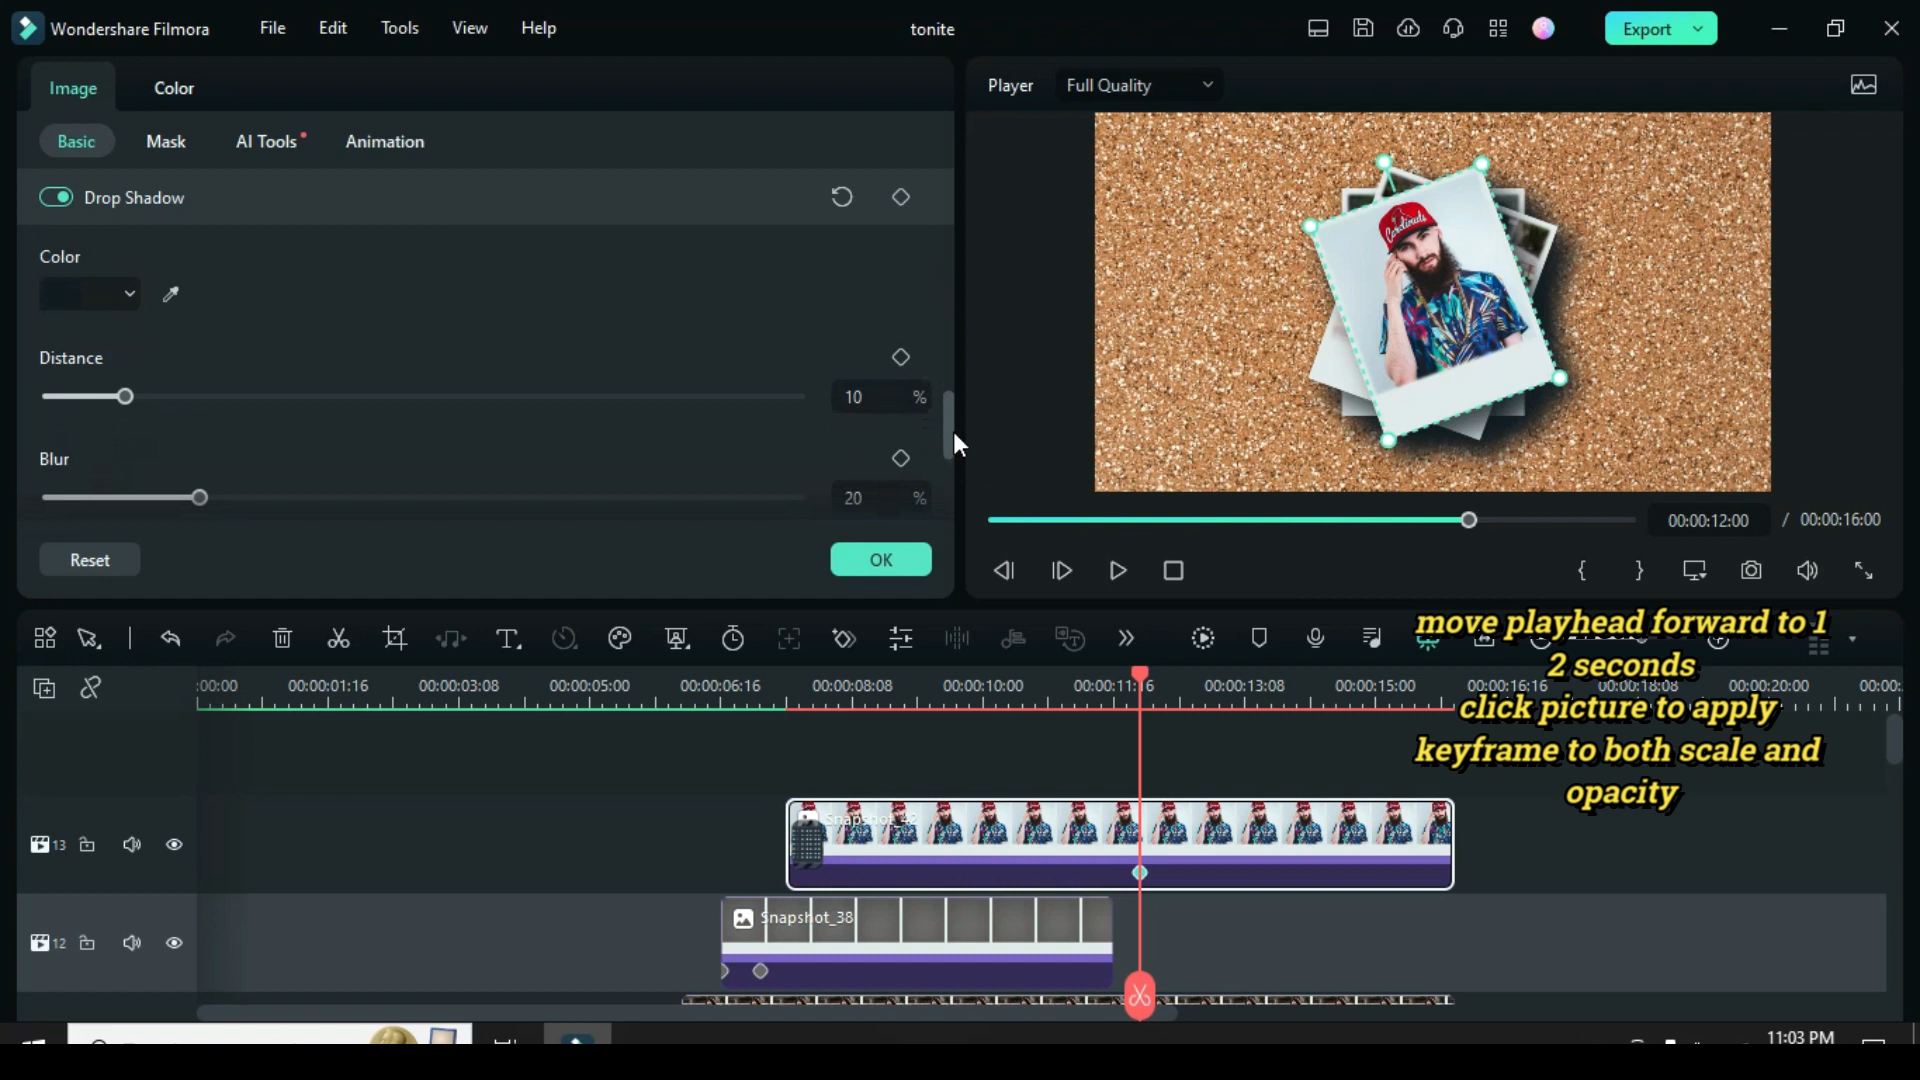 Wondershare Filmora
File
Edit
Tools
View
Help
tonite
Export
Image
Color
Player
Full Quality
Basic
Mask
AI Tools
Animation
Drop Shadow
Color
Distance
10 %
Blur
20 %
Reset
OK
Cardinals
00:00:12:00 / 00:00:16:00
move playhead forward to 1
2 seconds
click picture to apply
keyframe to both scale and
opacity
:00:00 00:00:01:16 00:00:03:08 00:00:05:00 00:00:06:16 00:00:08:08 00:00:10:00 00:00:11:16 00:00:13:08 00:00:15:00 00:00:16:16 00:00:18:08 00:00:20:00 00:00:
13
Snapshot_42
12
Snapshot_38
11:03 PM